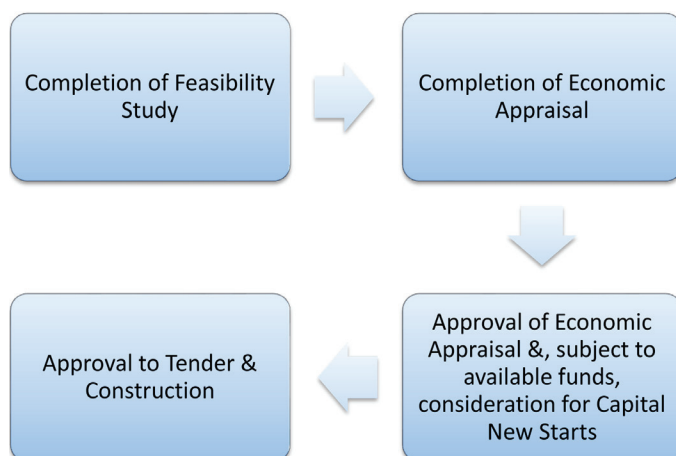 Completion of Feasibility
Study
Completion of Economic
Appraisal
Approval of Economic
Appraisal &, subject to
available funds,
consideration for Capital
New Starts
Approval to Tender &
Construction